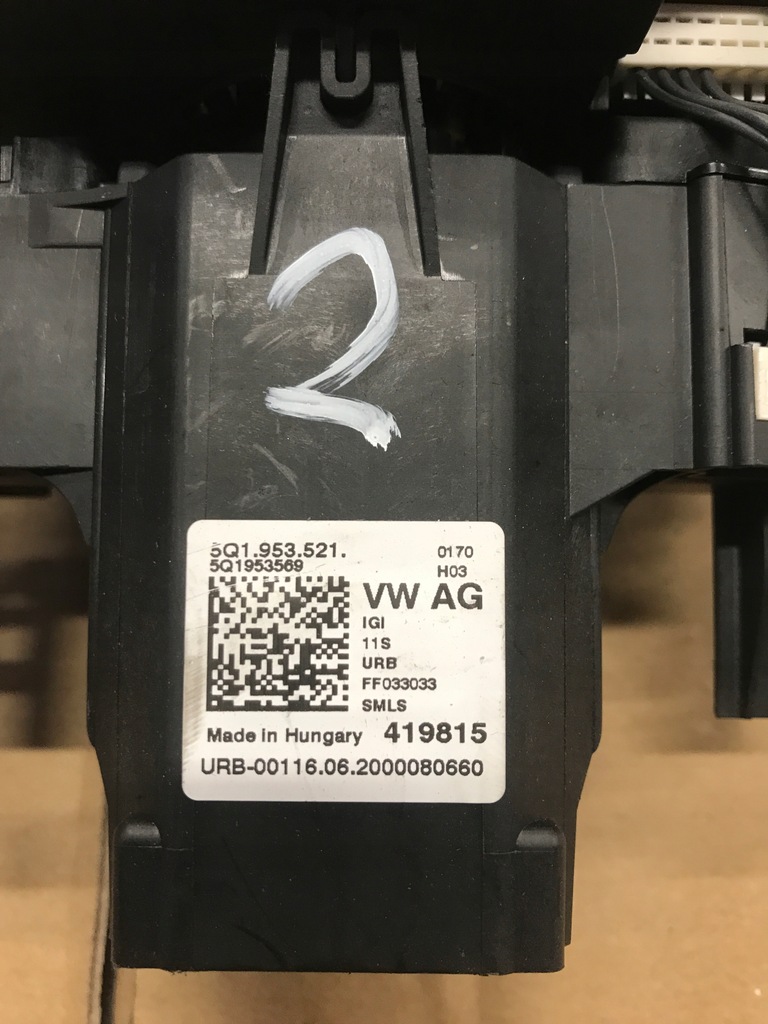 2
5Q1.953.521. 0170
5Q1953569 H03
VW AG
IGI
11S
URB
FF033033
SMLS
Made in Hungary 419815
URB-00116.06.2000080660